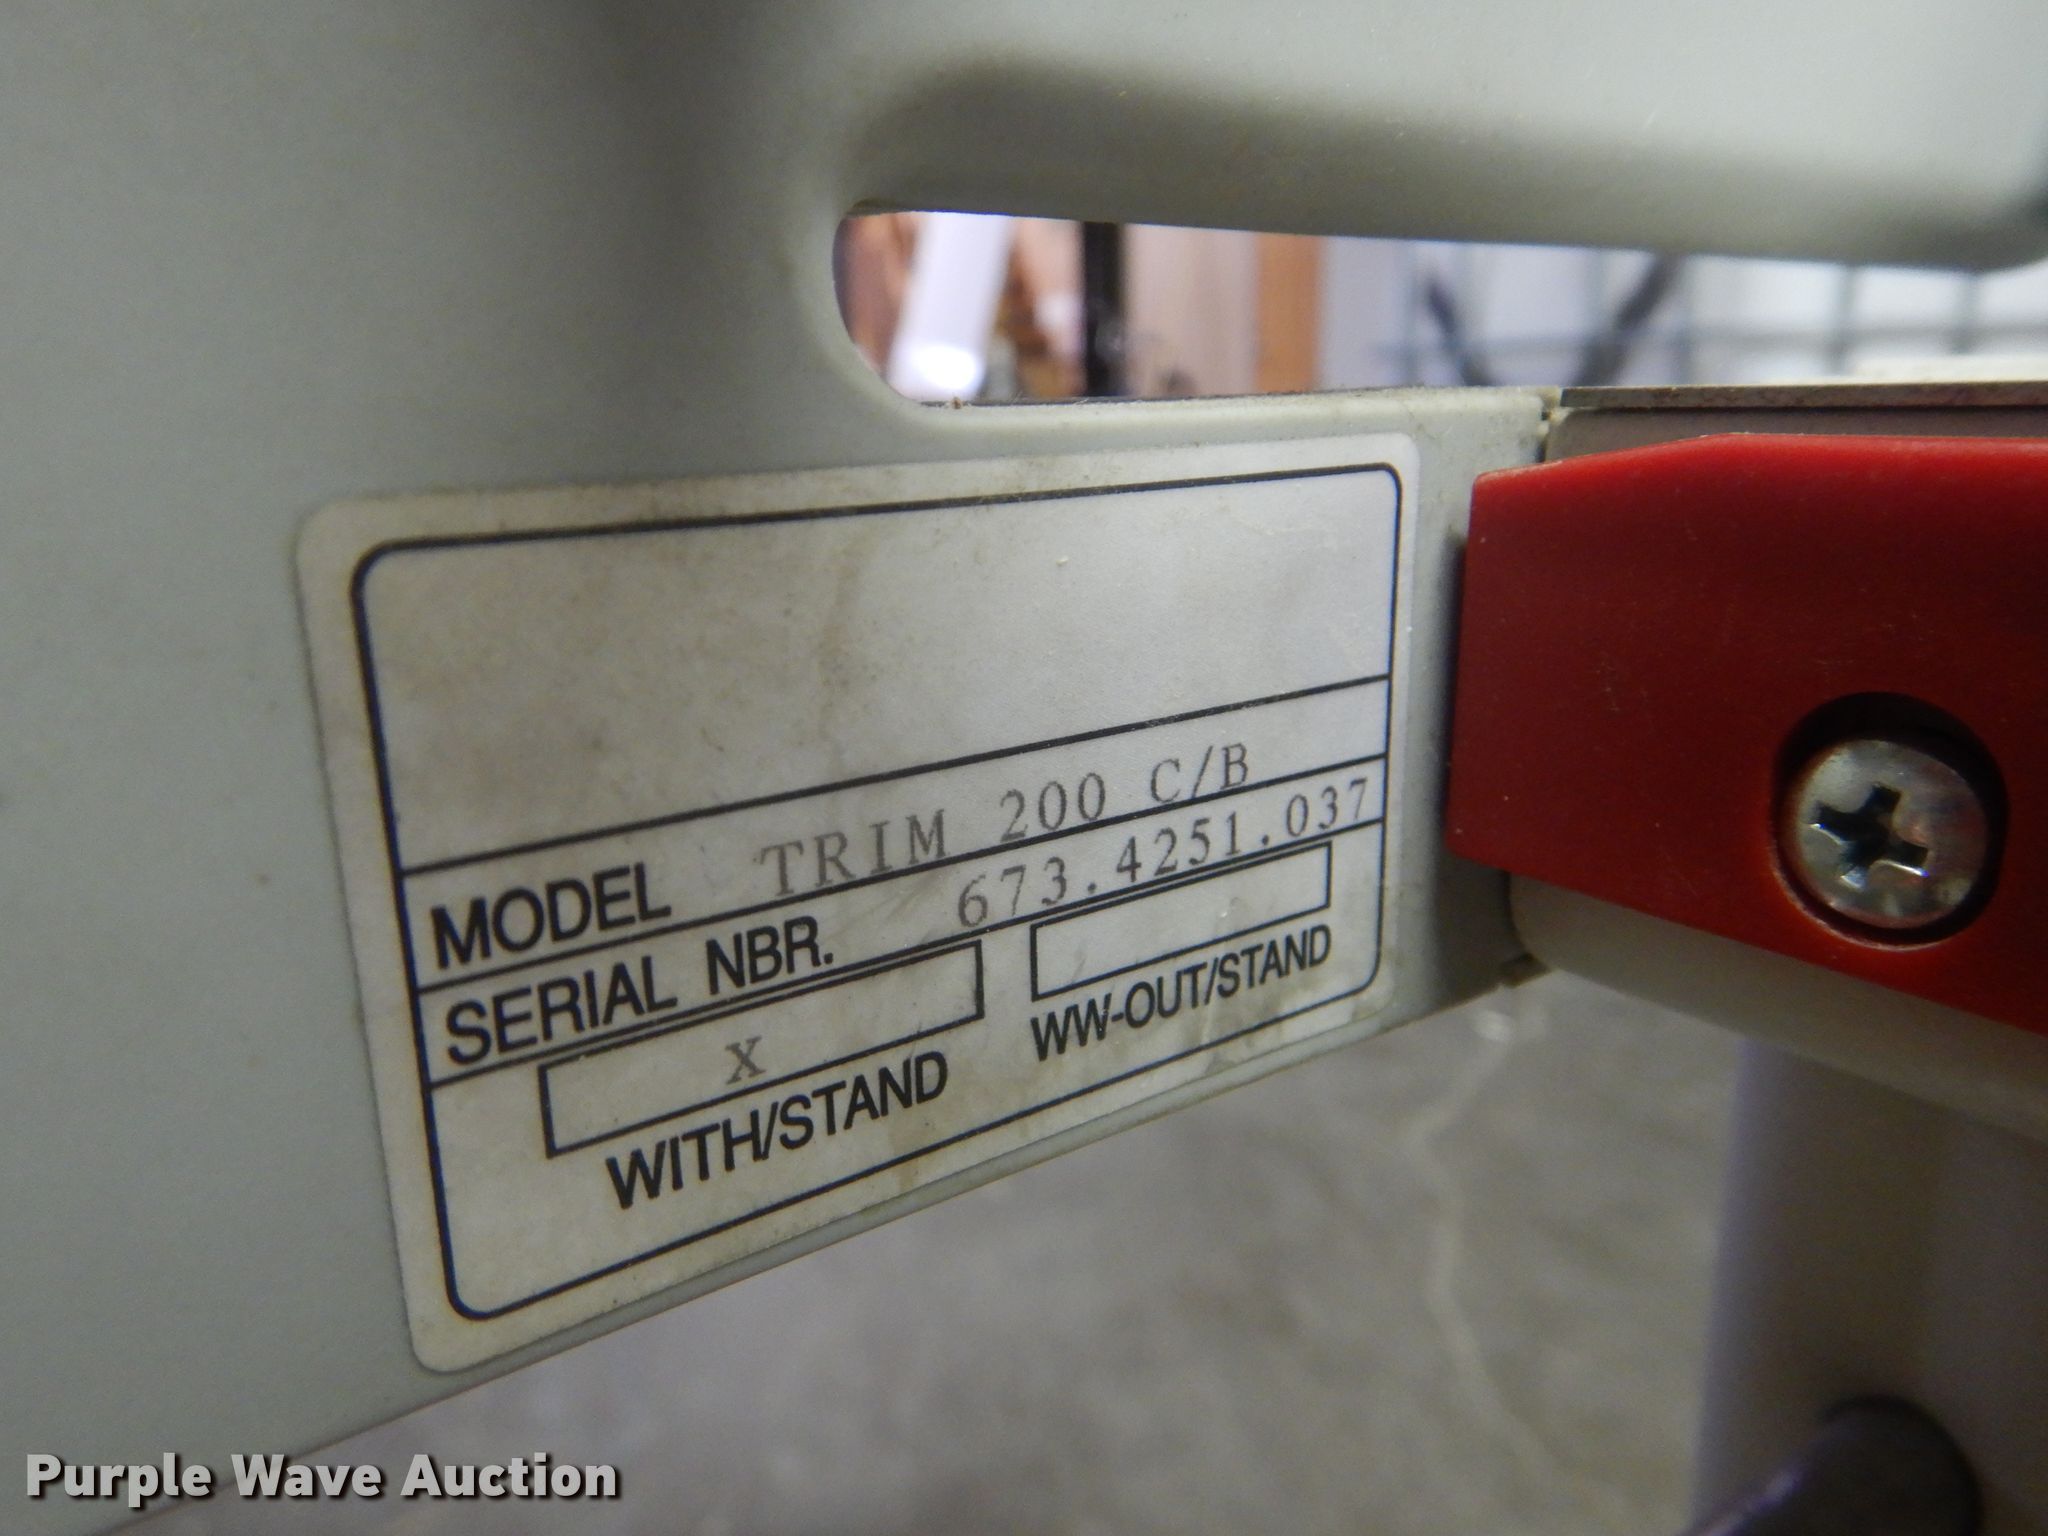 MODEL TRIM 200 C/B
SERIAL NBR. 673.4251.037
X
WITH/STAND WW-OUT/STAND
Purple Wave Auction